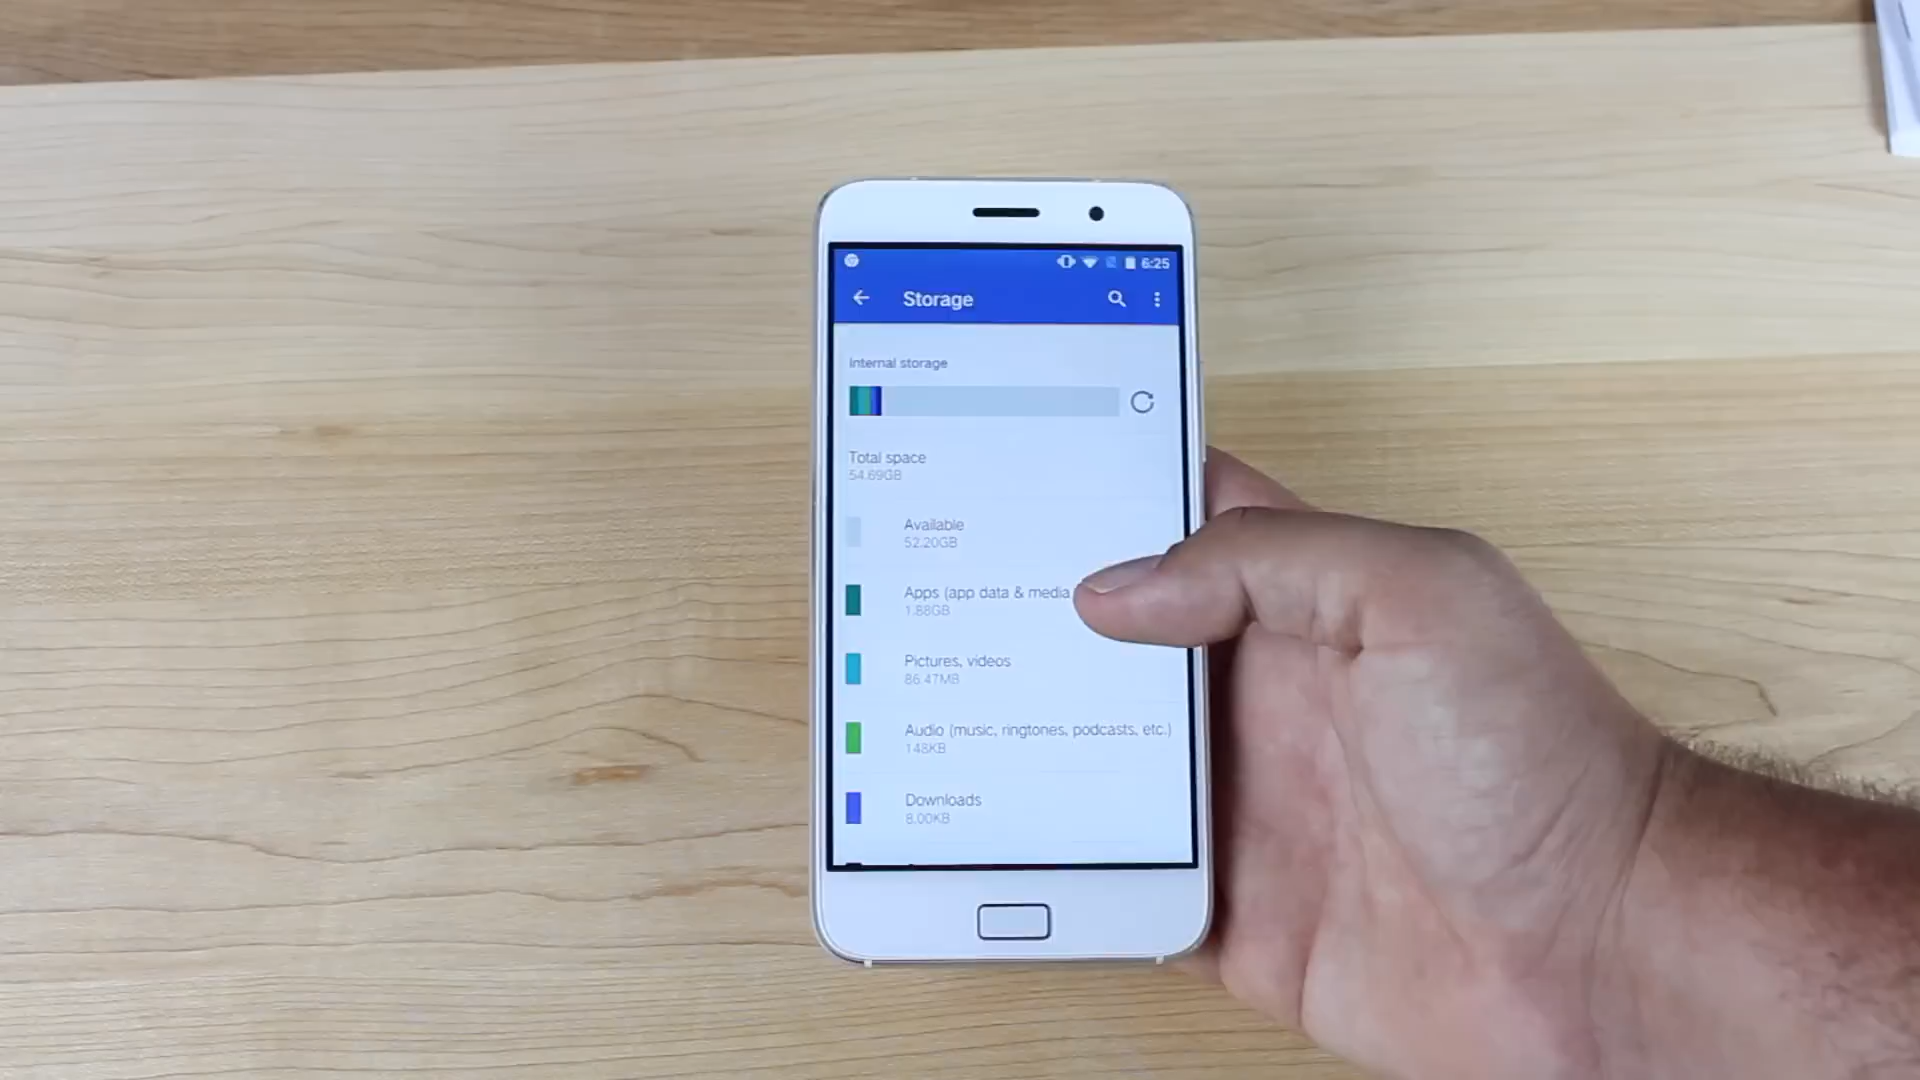 6:25
Storage
Internal storage
Total space
54.69GB
Available
52.20GB
Apps (app data & media
1.88GB
Pictures, videos
86.47MB
Audio (music, ringtones, podcasts, etc.)
148KB
Downloads
8.00KB